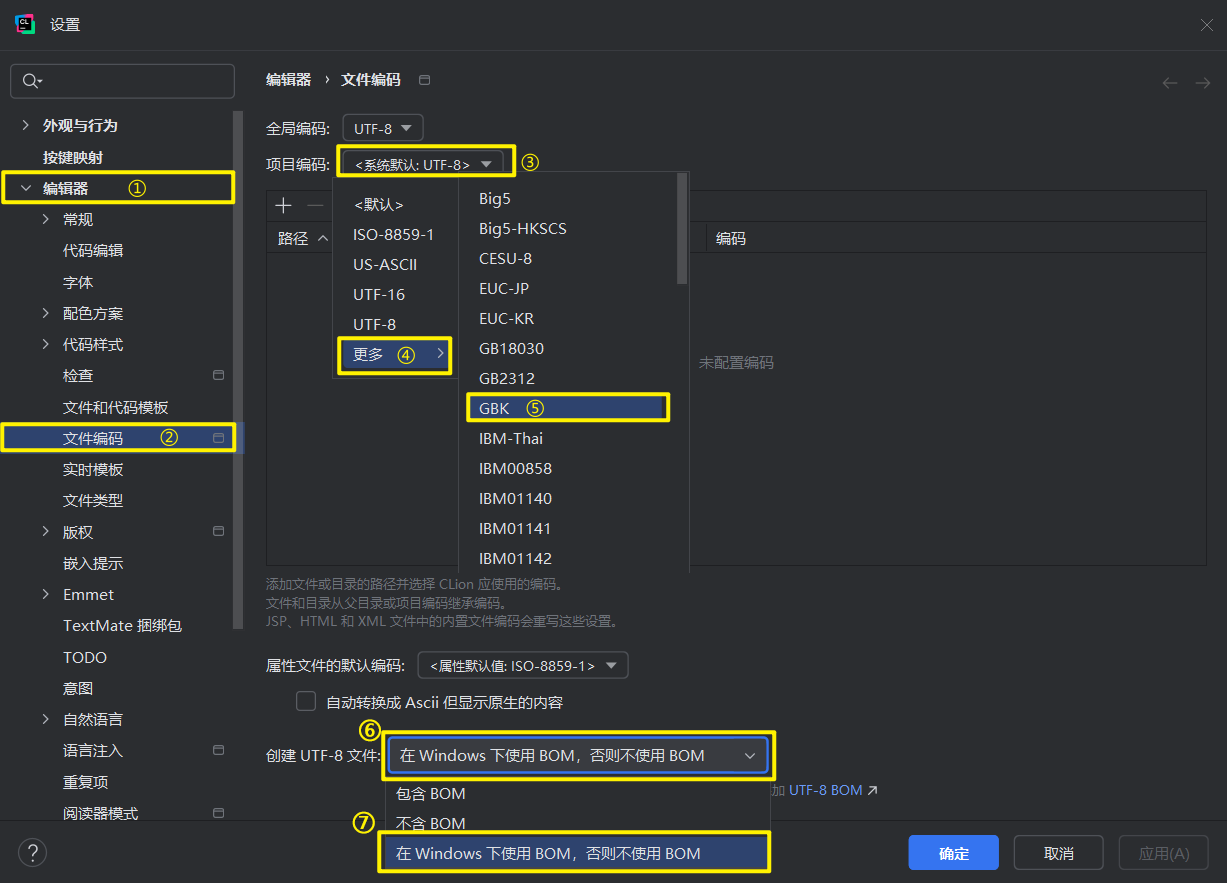 设置
外观与行为
按键映射
编辑器 ①
常规
代码编辑
字体
配色方案
代码样式
检查
文件和代码模板
文件编码 ②
实时模板
文件类型
版权
嵌入提示
Emmet
TextMate 捆绑包
TODO
意图
自然语言
语言注入
重复项
阅读器模式
编辑器 › 文件编码
全局编码: UTF-8
项目编码: <系统默认: UTF-8> ③
路径
编码
<默认>
ISO-8859-1
US-ASCII
UTF-16
UTF-8
更多 ④
Big5
Big5-HKSCS
CESU-8
EUC-JP
EUC-KR
GB18030
GB2312
GBK ⑤
IBM-Thai
IBM00858
IBM01140
IBM01141
IBM01142
未配置编码
添加文件或目录的路径并选择 CLion 应使用的编码。
文件和目录从父目录或项目编码继承编码。
JSP、HTML 和 XML 文件中的内置文件编码会重写这些设置。
属性文件的默认编码: <属性默认值: ISO-8859-1>
自动转换成 Ascii 但显示原生的内容
⑥
创建 UTF-8 文件: 在 Windows 下使用 BOM，否则不使用 BOM
包含 BOM
加 UTF-8 BOM ↗
⑦ 不含 BOM
在 Windows 下使用 BOM，否则不使用 BOM
?
确定
取消
应用(A)